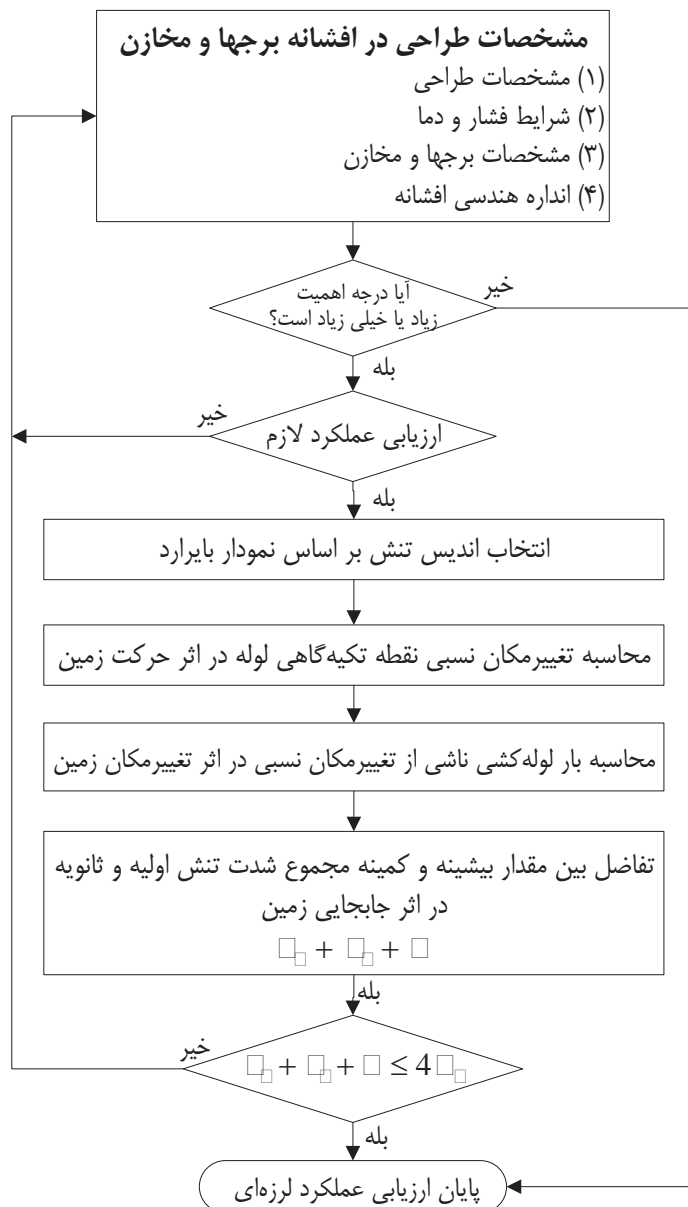 مشخصات طراحی در افشانه برجها و مخازن
(۱) مشخصات طراحی
(۲) شرایط فشار و دما
(۳) مشخصات برجها و مخازن
(۴) انداره هندسی افشانه
آیا درجه اهمیت
زیاد یا خیلی زیاد است؟
خیر
بله
ارزیابی عملکرد لازم
خیر
بله
انتخاب اندیس تنش بر اساس نمودار بایرارد
محاسبه تغییرمکان نسبی نقطه تکیه‌گاهی لوله در اثر حرکت زمین
محاسبه بار لوله‌کشی ناشی از تغییرمکان نسبی در اثر تغییرمکان زمین
تفاضل بین مقدار بیشینه و کمینه مجموع شدت تنش اولیه و ثانویه
در اثر جابجایی زمین
□□ + □□ + □
بله
خیر
□□ + □□ + □ ≤ 4□□
بله
پایان ارزیابی عملکرد لرزه‌ای